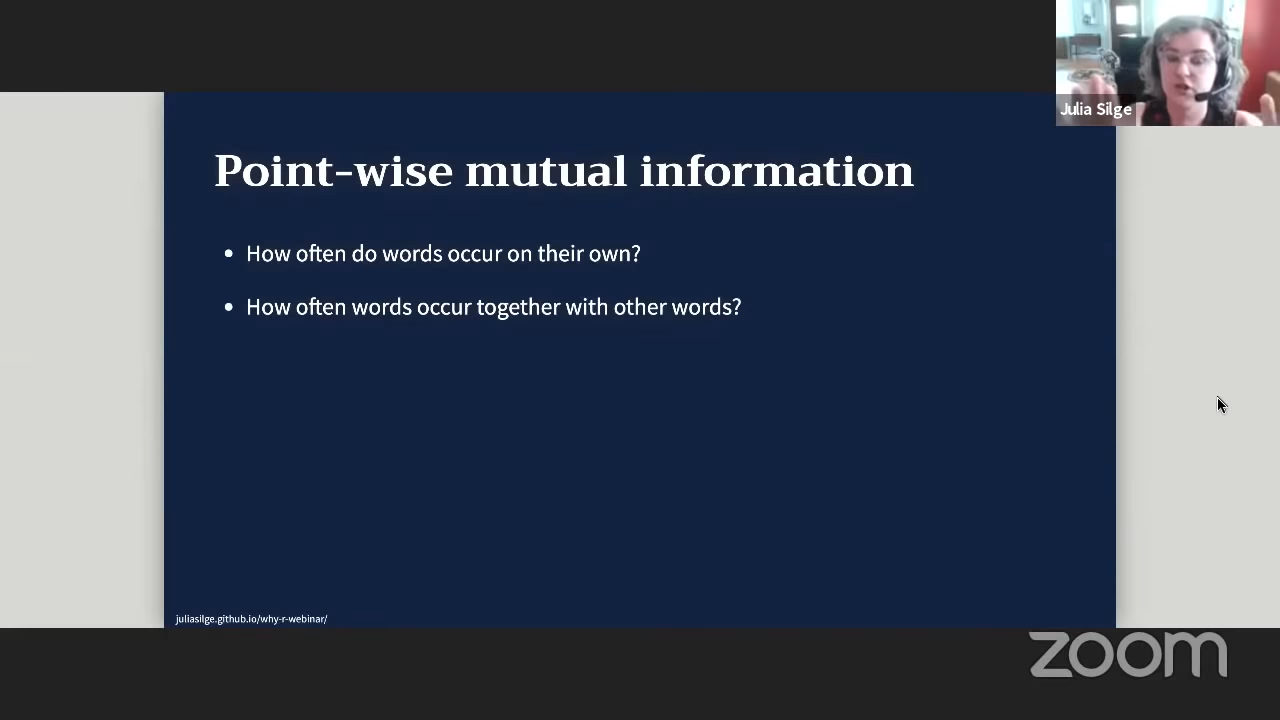 Julia Silge
Point-wise mutual information
• How often do words occur on their own?
• How often words occur together with other words?
juliasilge.github.io/why-r-webinar/
zoom